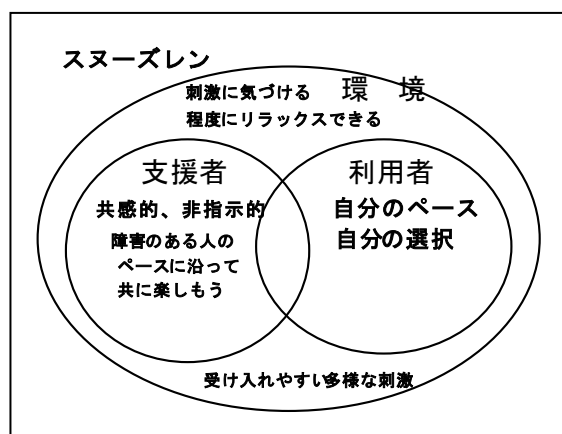 スヌーズレン
刺激に気づける 環 境
程度にリラックスできる
支援者
共感的、非指示的
障害のある人の
ペースに沿って
共に楽しもう
利用者
自分のペース
自分の選択
受け入れやすい多様な刺激